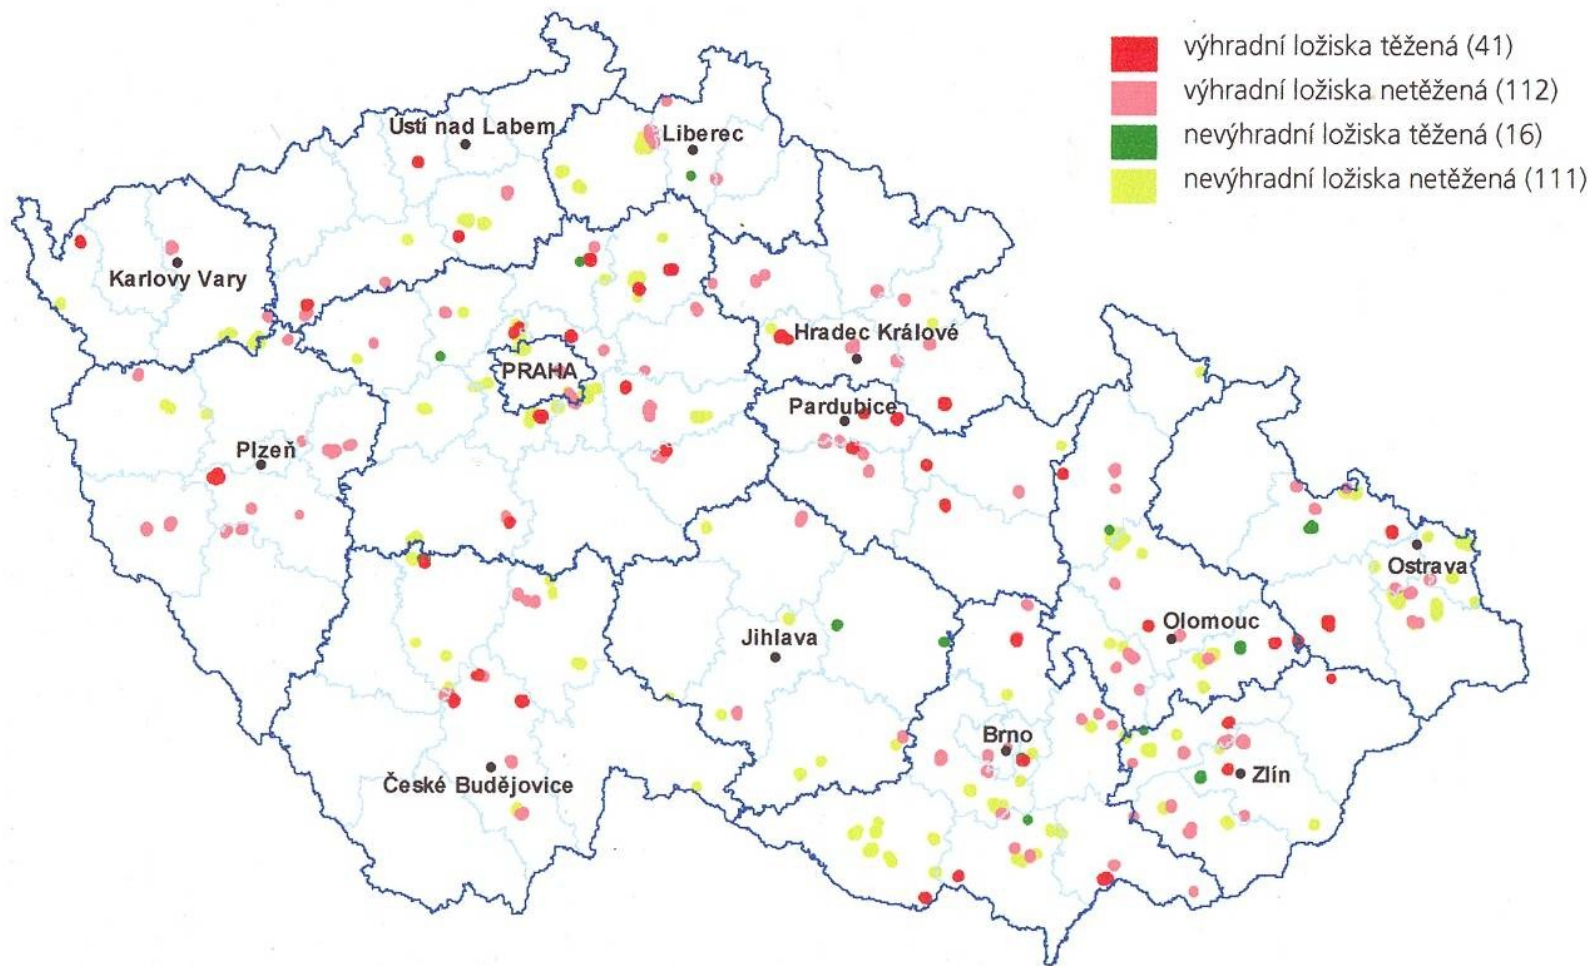 výhradní ložiska těžená (41)
výhradní ložiska netěžená (112)
nevýhradní ložiska těžená (16)
nevýhradní ložiska netěžená (111)
Ústí nad Labem
Liberec
Karlovy Vary
Hradec Králové
PRAHA
Pardubice
Plzeň
Ostrava
Olomouc
Jihlava
Brno
Zlín
České Budějovice